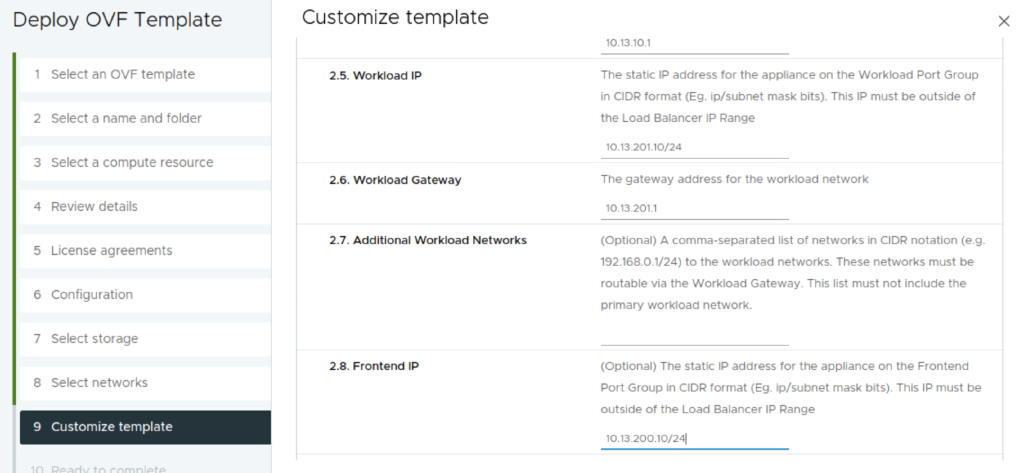 Deploy OVF Template
1 Select an OVF template
2 Select a name and folder
3 Select a compute resource
4 Review details
5 License agreements
6 Configuration
7 Select storage
8 Select networks
9 Customize template
10 Ready to complete
Customize template
10.13.10.1
2.5. Workload IP
The static IP address for the appliance on the Workload Port Group
in CIDR format (Eg. ip/subnet mask bits). This IP must be outside of
the Load Balancer IP Range
10.13.201.10/24
2.6. Workload Gateway
The gateway address for the workload network
10.13.201.1
2.7. Additional Workload Networks
(Optional) A comma-separated list of networks in CIDR notation (e.g.
192.168.0.1/24) to the workload networks. These networks must be
routable via the Workload Gateway. This list must not include the
primary workload network.
2.8. Frontend IP
(Optional) The static IP address for the appliance on the Frontend
Port Group in CIDR format (Eg. ip/subnet mask bits). This IP must be
outside of the Load Balancer IP Range
10.13.200.10/24